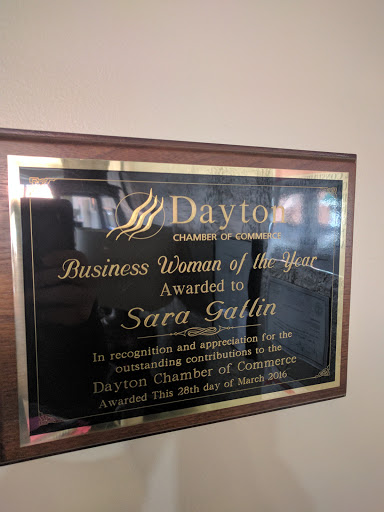 Dayton
CHAMBER OF COMMERCE
Business Woman of the Year
Awarded to
Sara Gatlin
In recognition and appreciation for the
outstanding contributions to the
Dayton Chamber of Commerce
Awarded This 28th day of March 2016